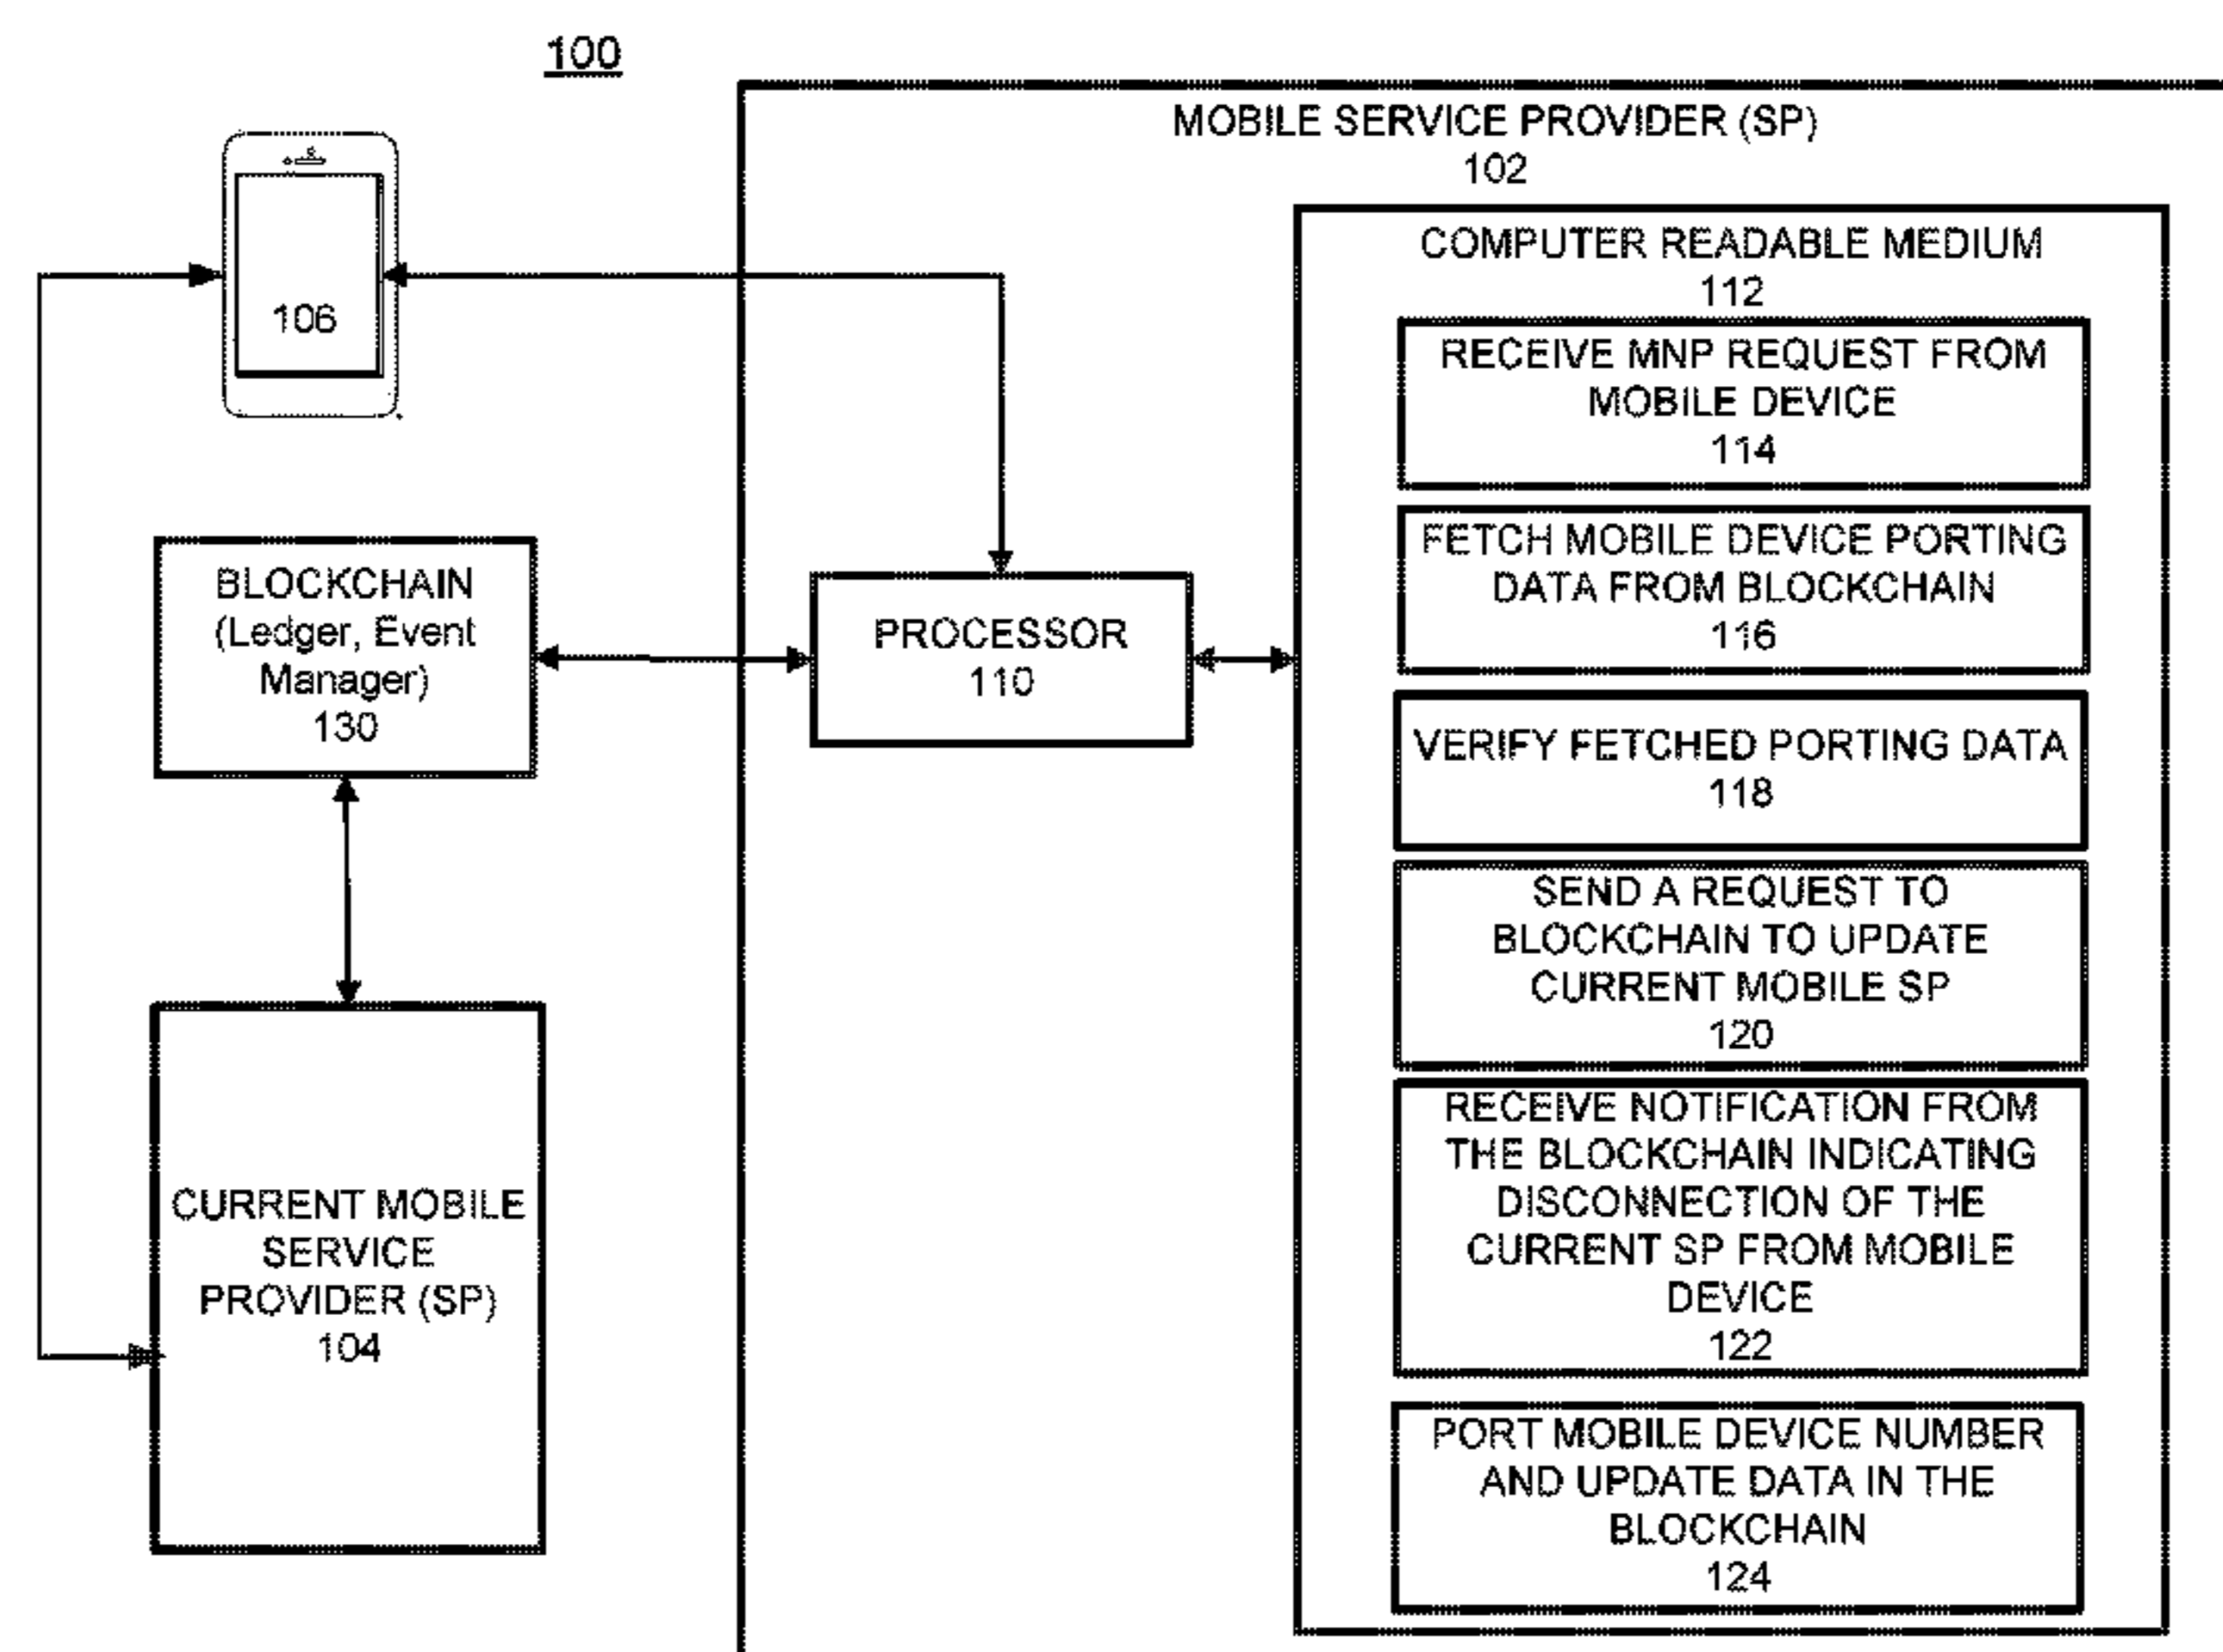 100
MOBILE SERVICE PROVIDER (SP)
102
106
BLOCKCHAIN
(Ledger, Event
Manager)
130
CURRENT MOBILE
SERVICE
PROVIDER (SP)
104
PROCESSOR
110
COMPUTER READABLE MEDIUM
112
RECEIVE MNP REQUEST FROM
MOBILE DEVICE
114
FETCH MOBILE DEVICE PORTING
DATA FROM BLOCKCHAIN
116
VERIFY FETCHED PORTING DATA
118
SEND A REQUEST TO
BLOCKCHAIN TO UPDATE
CURRENT MOBILE SP
120
RECEIVE NOTIFICATION FROM
THE BLOCKCHAIN INDICATING
DISCONNECTION OF THE
CURRENT SP FROM MOBILE
DEVICE
122
PORT MOBILE DEVICE NUMBER
AND UPDATE DATA IN THE
BLOCKCHAIN
124